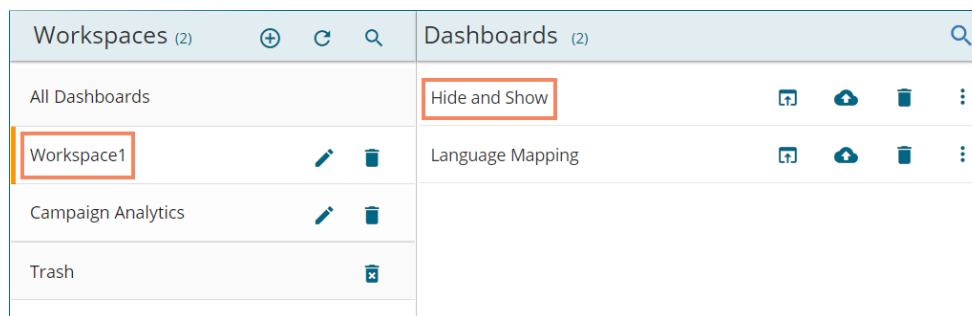 Workspaces (2)
All Dashboards
Workspace1
Campaign Analytics
Trash
Dashboards (2)
Hide and Show
Language Mapping